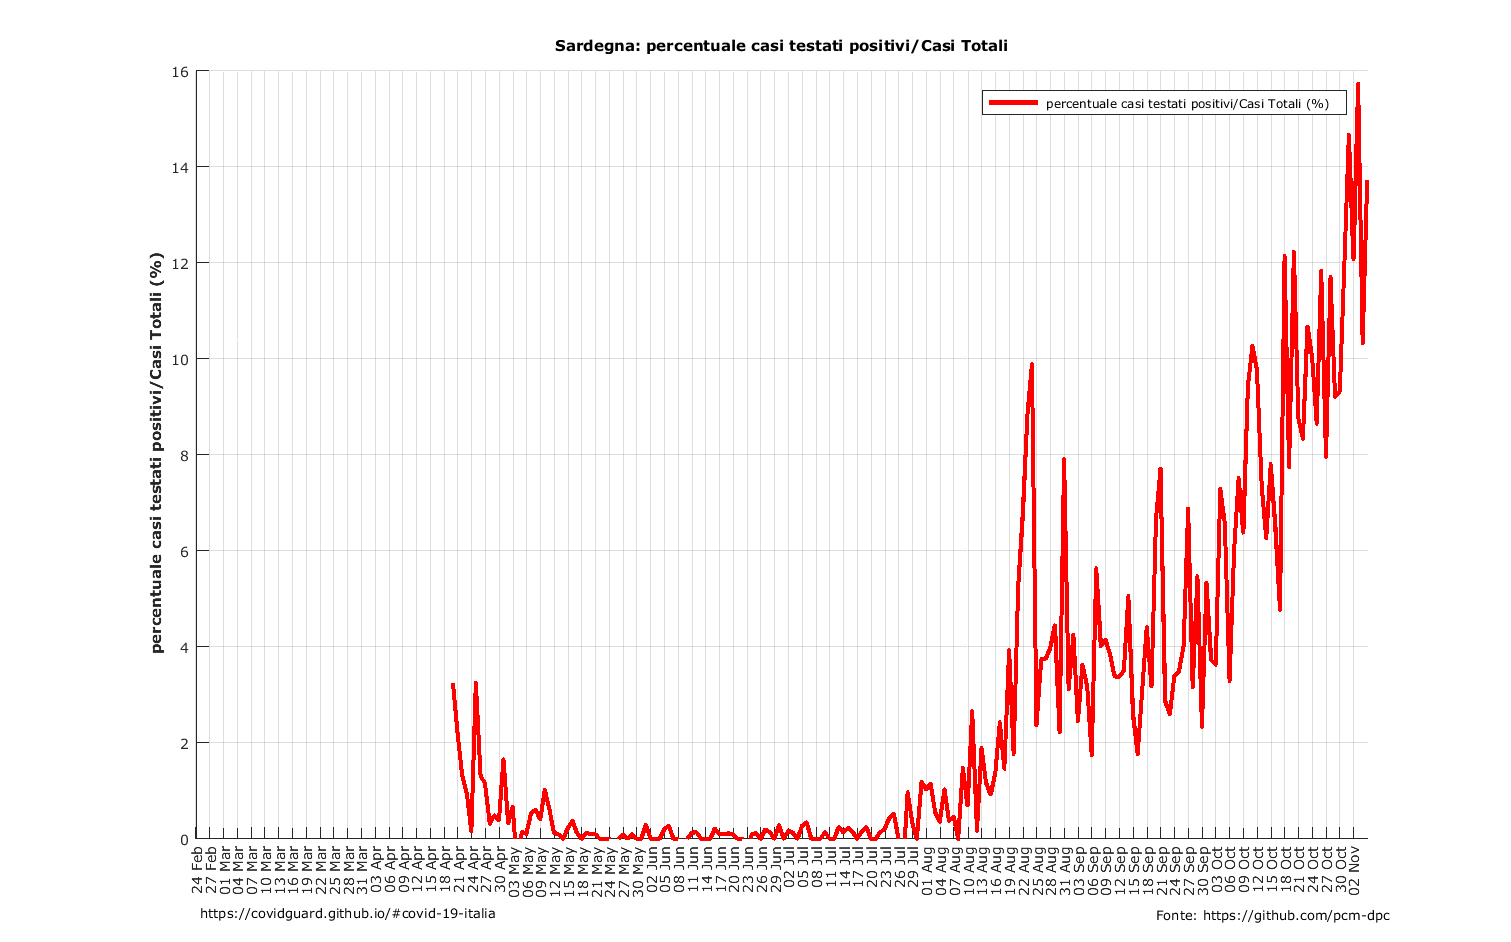 Sardegna: percentuale casi testati positivi/Casi Totali
percentuale casi testati positivi/Casi Totali (%)
percentuale casi testati positivi/Casi Totali (%)
16
14
12
10
8
6
4
2
0
24 Feb
27 Feb
01 Mar
04 Mar
07 Mar
10 Mar
13 Mar
16 Mar
19 Mar
22 Mar
25 Mar
28 Mar
31 Mar
03 Apr
06 Apr
09 Apr
12 Apr
15 Apr
18 Apr
21 Apr
24 Apr
27 Apr
30 Apr
03 May
06 May
09 May
12 May
15 May
18 May
21 May
24 May
27 May
30 May
02 Jun
05 Jun
08 Jun
11 Jun
14 Jun
17 Jun
20 Jun
23 Jun
26 Jun
29 Jun
02 Jul
05 Jul
08 Jul
11 Jul
14 Jul
17 Jul
20 Jul
23 Jul
26 Jul
29 Jul
01 Aug
04 Aug
07 Aug
10 Aug
13 Aug
16 Aug
19 Aug
22 Aug
25 Aug
28 Aug
31 Aug
03 Sep
06 Sep
09 Sep
12 Sep
15 Sep
18 Sep
21 Sep
24 Sep
27 Sep
30 Sep
03 Oct
06 Oct
09 Oct
12 Oct
15 Oct
18 Oct
21 Oct
24 Oct
27 Oct
30 Oct
02 Nov
https://covidguard.github.io/#covid-19-italia
Fonte: https://github.com/pcm-dpc